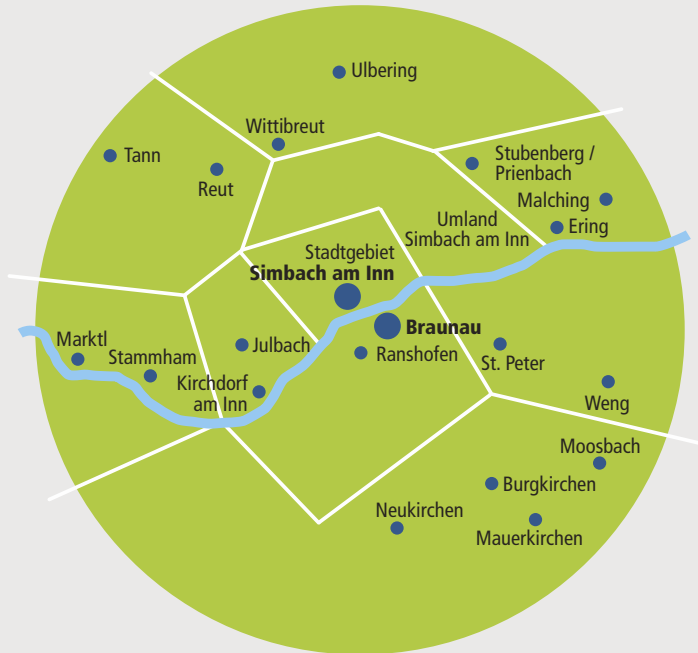 Ulbering
Wittibreut
Tann
Reut
Stubenberg /
Prienbach
Malching
Ering
Umland
Simbach am Inn
Stadtgebiet
Simbach am Inn
Braunau
Ranshofen
Julbach
Marktl
Stammham
Kirchdorf
am Inn
St. Peter
Weng
Moosbach
Burgkirchen
Neukirchen
Mauerkirchen